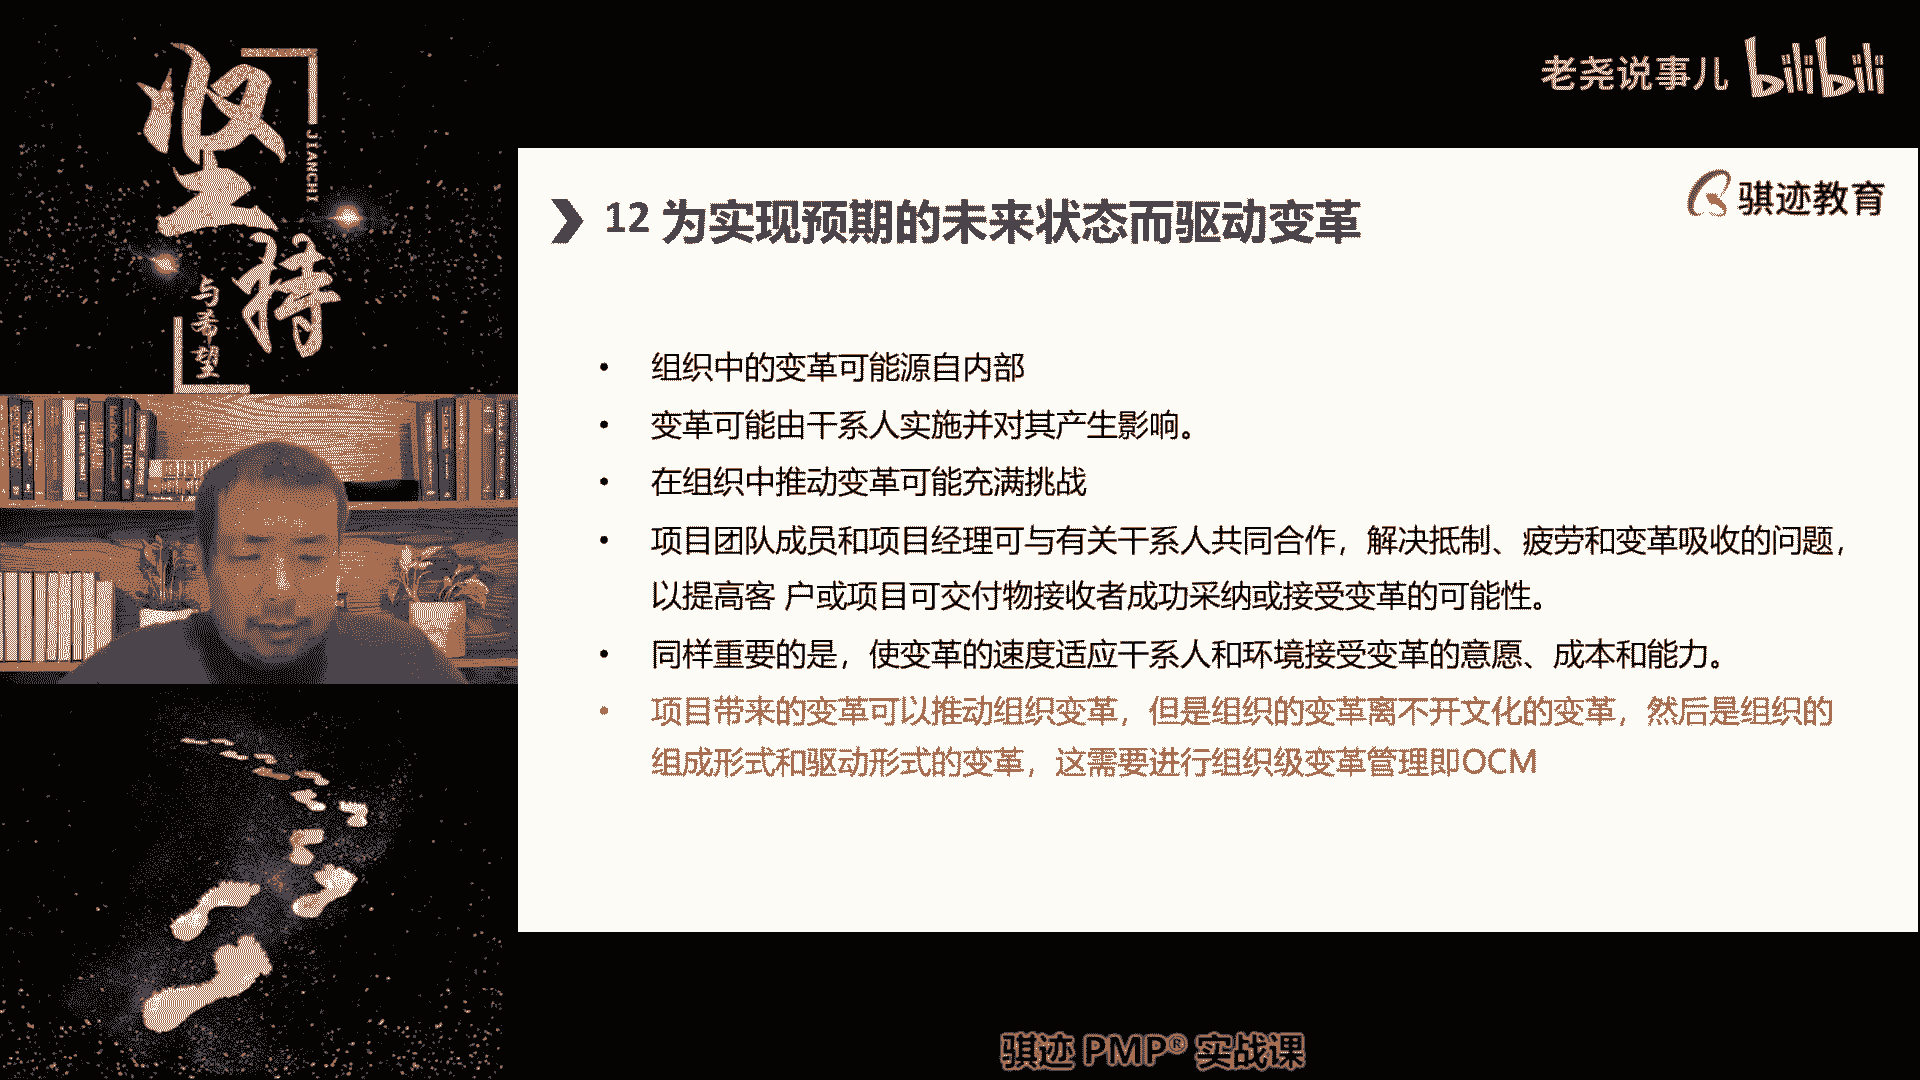 坚持
JIANCHI
与希望
老尧说事儿 bilibili
骐迹教育
12 为实现预期的未来状态而驱动变革
• 组织中的变革可能源自内部
• 变革可能由干系人实施并对其产生影响。
• 在组织中推动变革可能充满挑战
• 项目团队成员和项目经理可与有关干系人共同合作，解决抵制、疲劳和变革吸收的问题，
以提高客 户或项目可交付物接收者成功采纳或接受变革的可能性。
• 同样重要的是，使变革的速度适应干系人和环境接受变革的意愿、成本和能力。
• 项目带来的变革可以推动组织变革，但是组织的变革离不开文化的变革，然后是组织的
组成形式和驱动形式的变革，这需要进行组织级变革管理即OCM
骐迹 PMP® 实战课